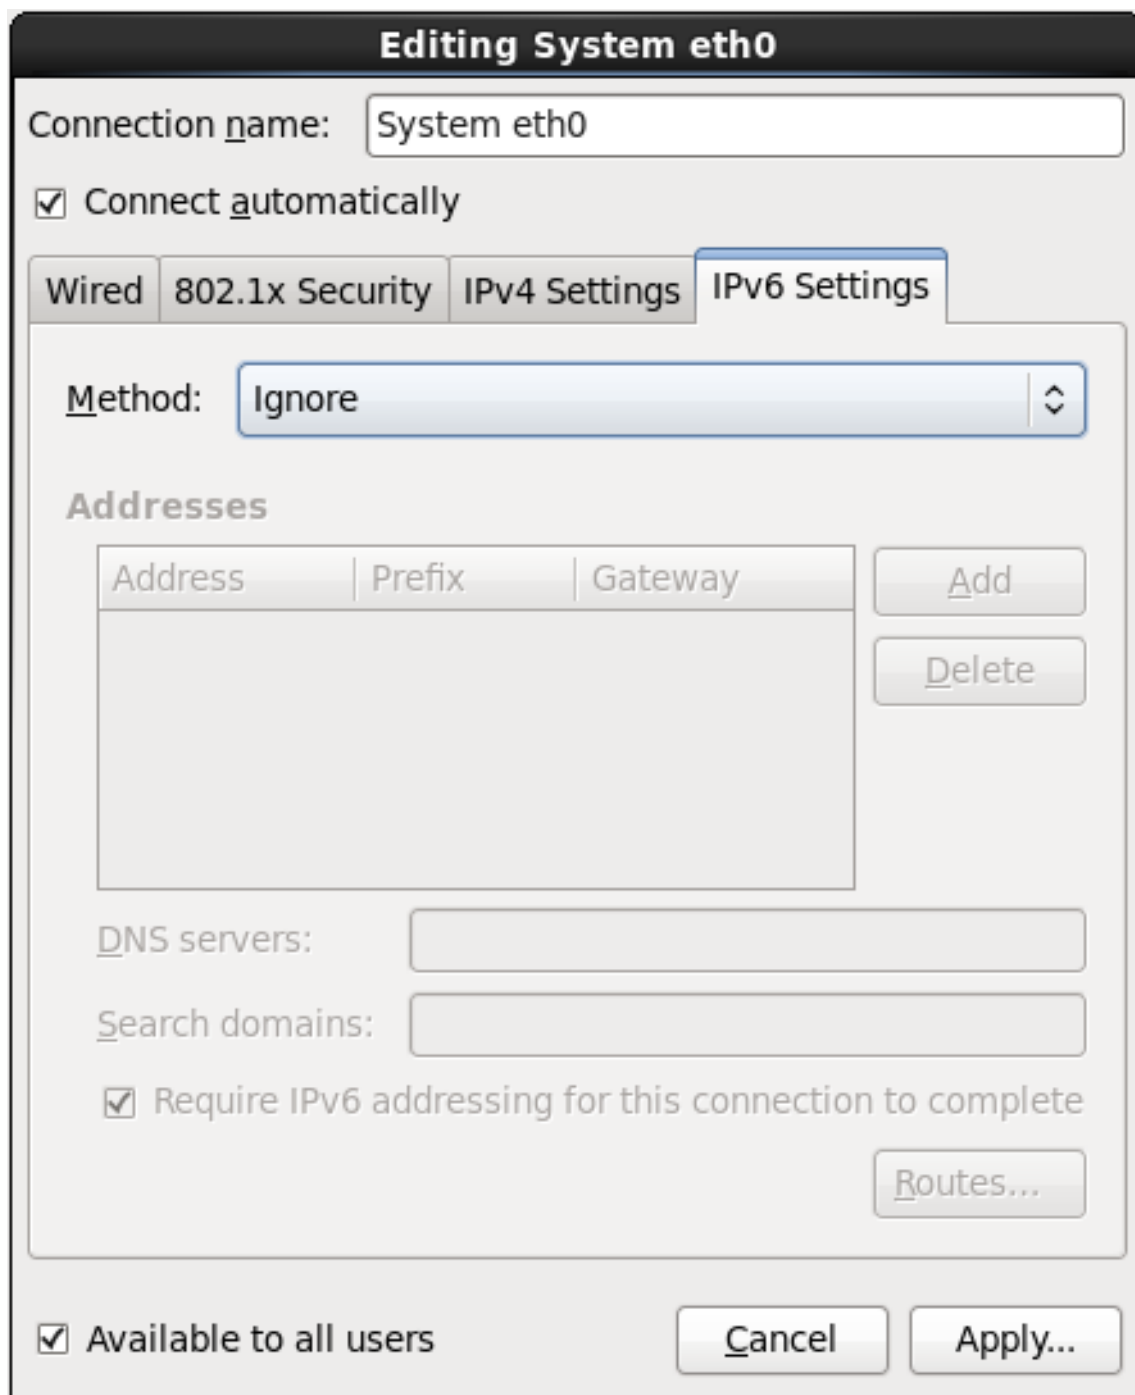 Editing System eth0
Connection name: System eth0
Connect automatically
Wired 802.1x Security IPv4 Settings IPv6 Settings
Method: Ignore
Addresses
Address Prefix Gateway Add
Delete
DNS servers:
Search domains:
Require IPv6 addressing for this connection to complete
Routes...
Available to all users Cancel Apply...